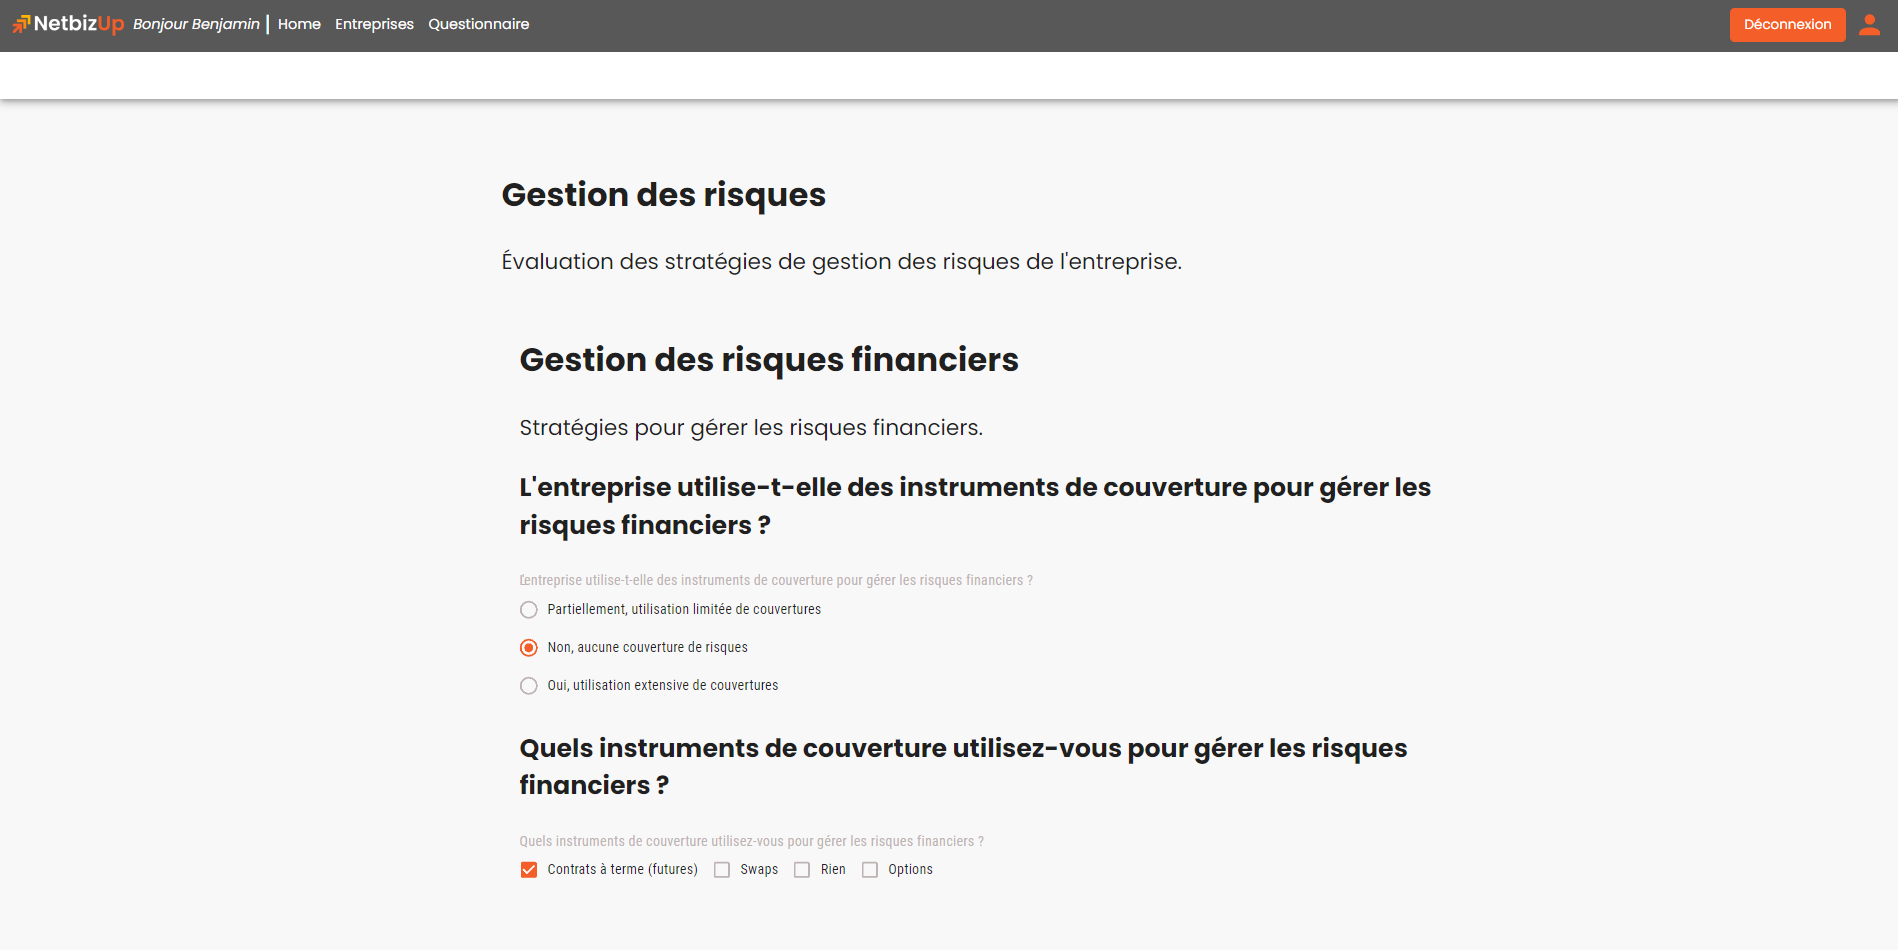 NetbizUp Bonjour Benjamin | Home Entreprises Questionnaire Déconnexion
Gestion des risques
Évaluation des stratégies de gestion des risques de l'entreprise.
Gestion des risques financiers
Stratégies pour gérer les risques financiers.
L'entreprise utilise-t-elle des instruments de couverture pour gérer les
risques financiers ?
L'entreprise utilise-t-elle des instruments de couverture pour gérer les risques financiers ?
Partiellement, utilisation limitée de couvertures
Non, aucune couverture de risques
Oui, utilisation extensive de couvertures
Quels instruments de couverture utilisez-vous pour gérer les risques
financiers ?
Quels instruments de couverture utilisez-vous pour gérer les risques financiers ?
Contrats à terme (futures) Swaps Rien Options